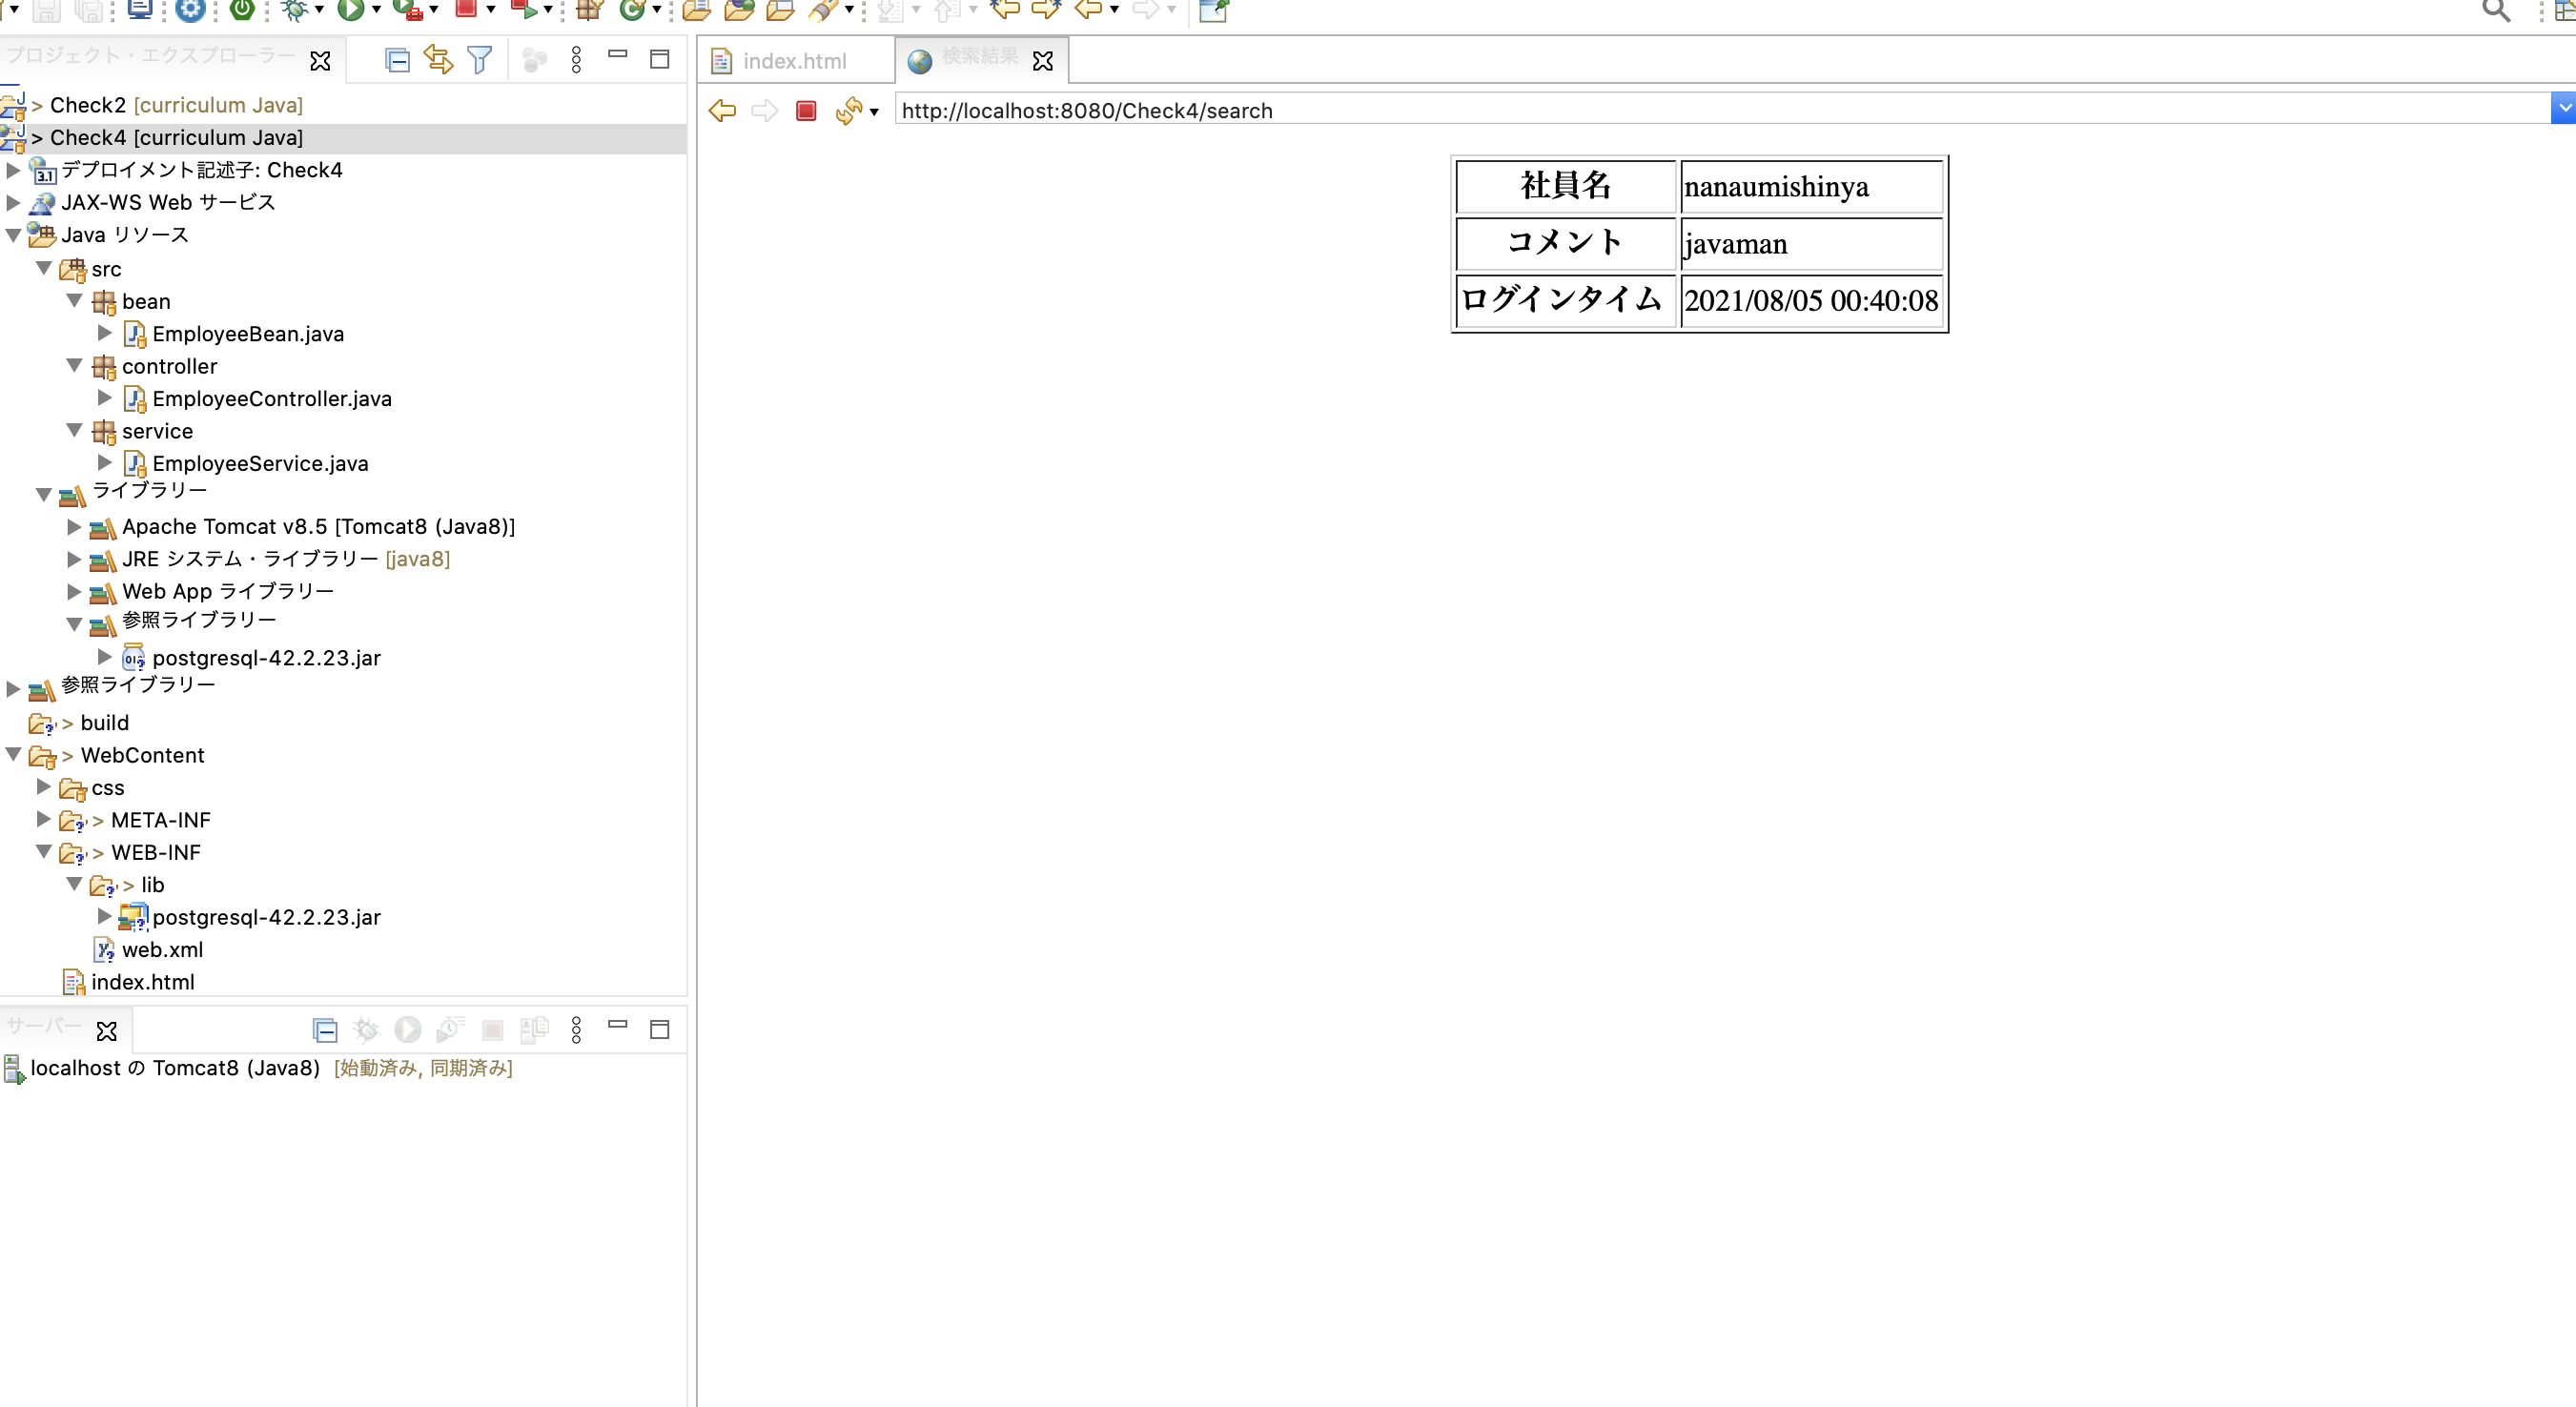 プロジェクト・エクスプローラー
> Check2 [curriculum Java]
> Check4 [curriculum Java]
デプロイメント記述子: Check4
JAX-WS Web サービス
Java リソース
src
bean
EmployeeBean.java
controller
EmployeeController.java
service
EmployeeService.java
ライブラリー
Apache Tomcat v8.5 [Tomcat8 (Java8)]
JRE システム・ライブラリー [java8]
Web App ライブラリー
参照ライブラリー
postgresql-42.2.23.jar
参照ライブラリー
> build
> WebContent
css
> META-INF
> WEB-INF
> lib
postgresql-42.2.23.jar
web.xml
index.html
サーバー
localhost の Tomcat8 (Java8) [始動済み, 同期済み]
index.html
検索結果
http://localhost:8080/Check4/search
社員名 nanaumishinya
コメント javaman
ログインタイム 2021/08/05 00:40:08